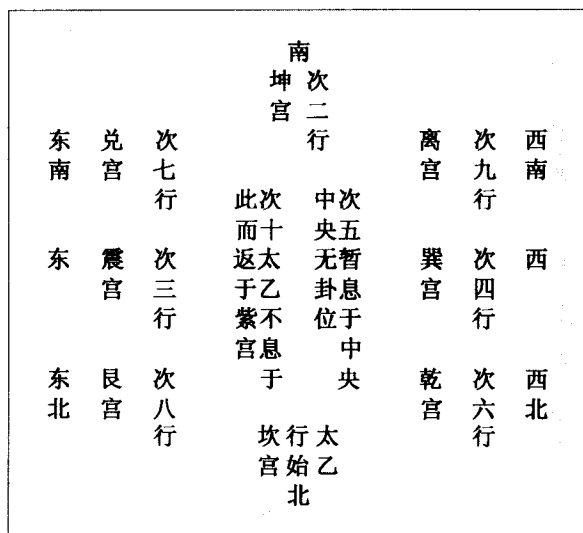 南
次二行
坤宫
西南
次九行
离宫
次七行
兑宫
东南
次五暂息于中央
中央无卦位
次十太乙不息于
此而返于紫宫
西
次四行
巽宫
次三行
震宫
东
西北
次六行
乾宫
次八行
艮宫
东北
太乙
行始北
坎宫